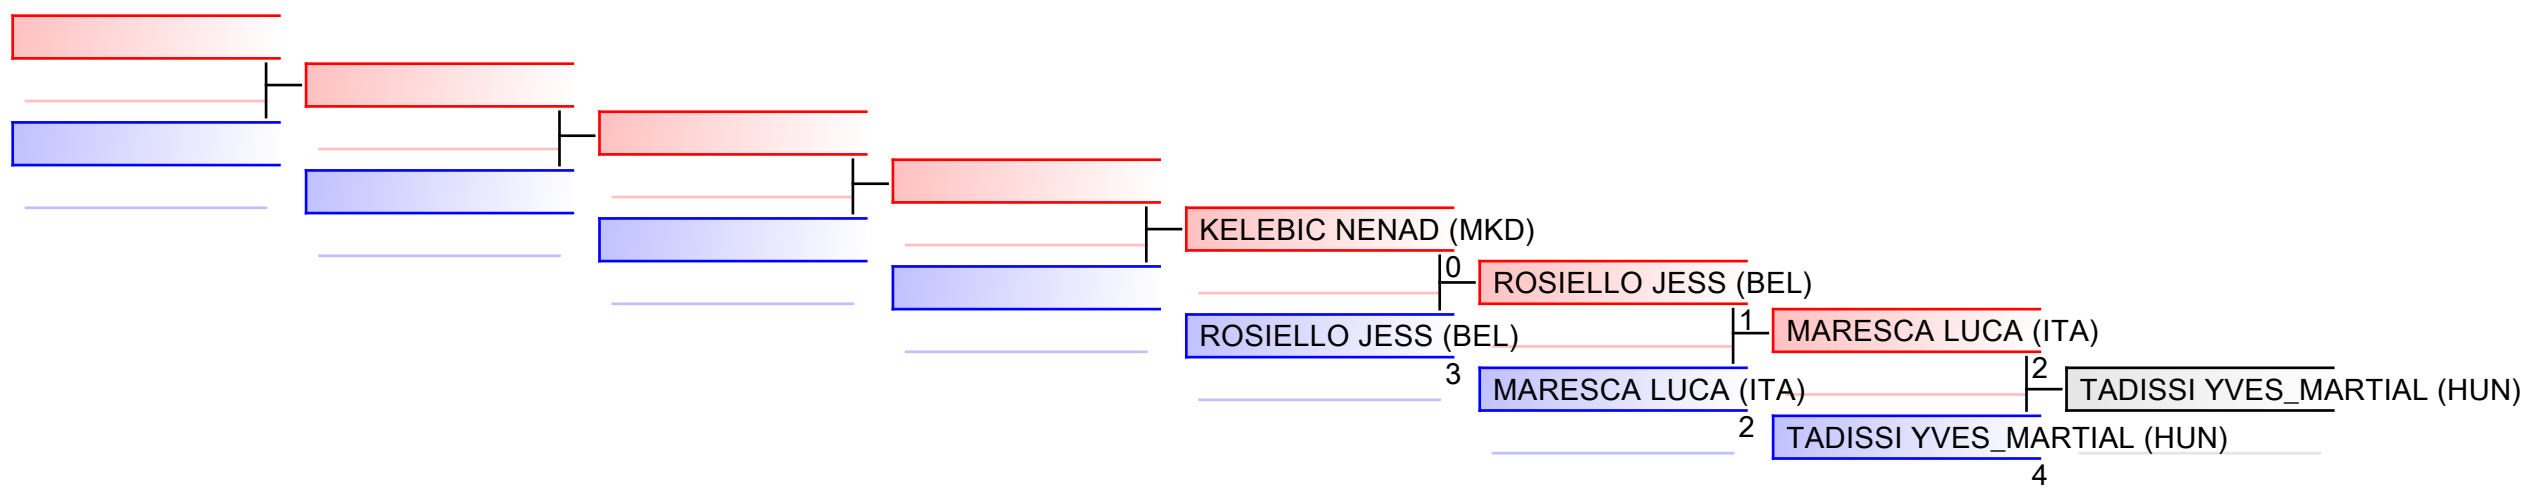 KELEBIC NENAD (MKD)
0
ROSIELLO JESS (BEL)
3
ROSIELLO JESS (BEL)
1
MARESCA LUCA (ITA)
2
MARESCA LUCA (ITA)
2
TADISSI YVES_MARTIAL (HUN)
4
TADISSI YVES_MARTIAL (HUN)